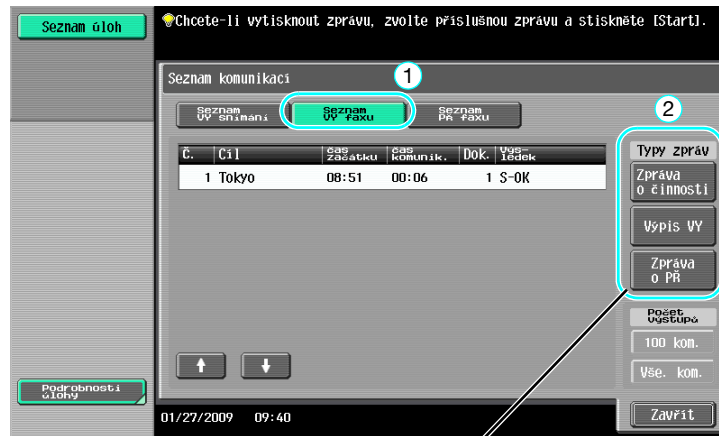 Seznam úloh
Chcete-li vytisknout zprávu, zvolte příslušnou zprávu a stiskněte [Start].
Seznam komunikací
1
Seznam
VY snímání
Seznam
VY faxu
Seznam
PŘ faxu
2
Č. Cíl čas začátku čas komunik. Dok. Výs-ledek
1 Tokyo 08:51 00:06 1 S-OK
Typy zpráv
Zpráva
o činnosti
Výpis VY
Zpráva
o PŘ
Počet
výstupů
100 kom.
Vše. kom.
Podrobnosti
úlohy
01/27/2009 09:40
Zavřít